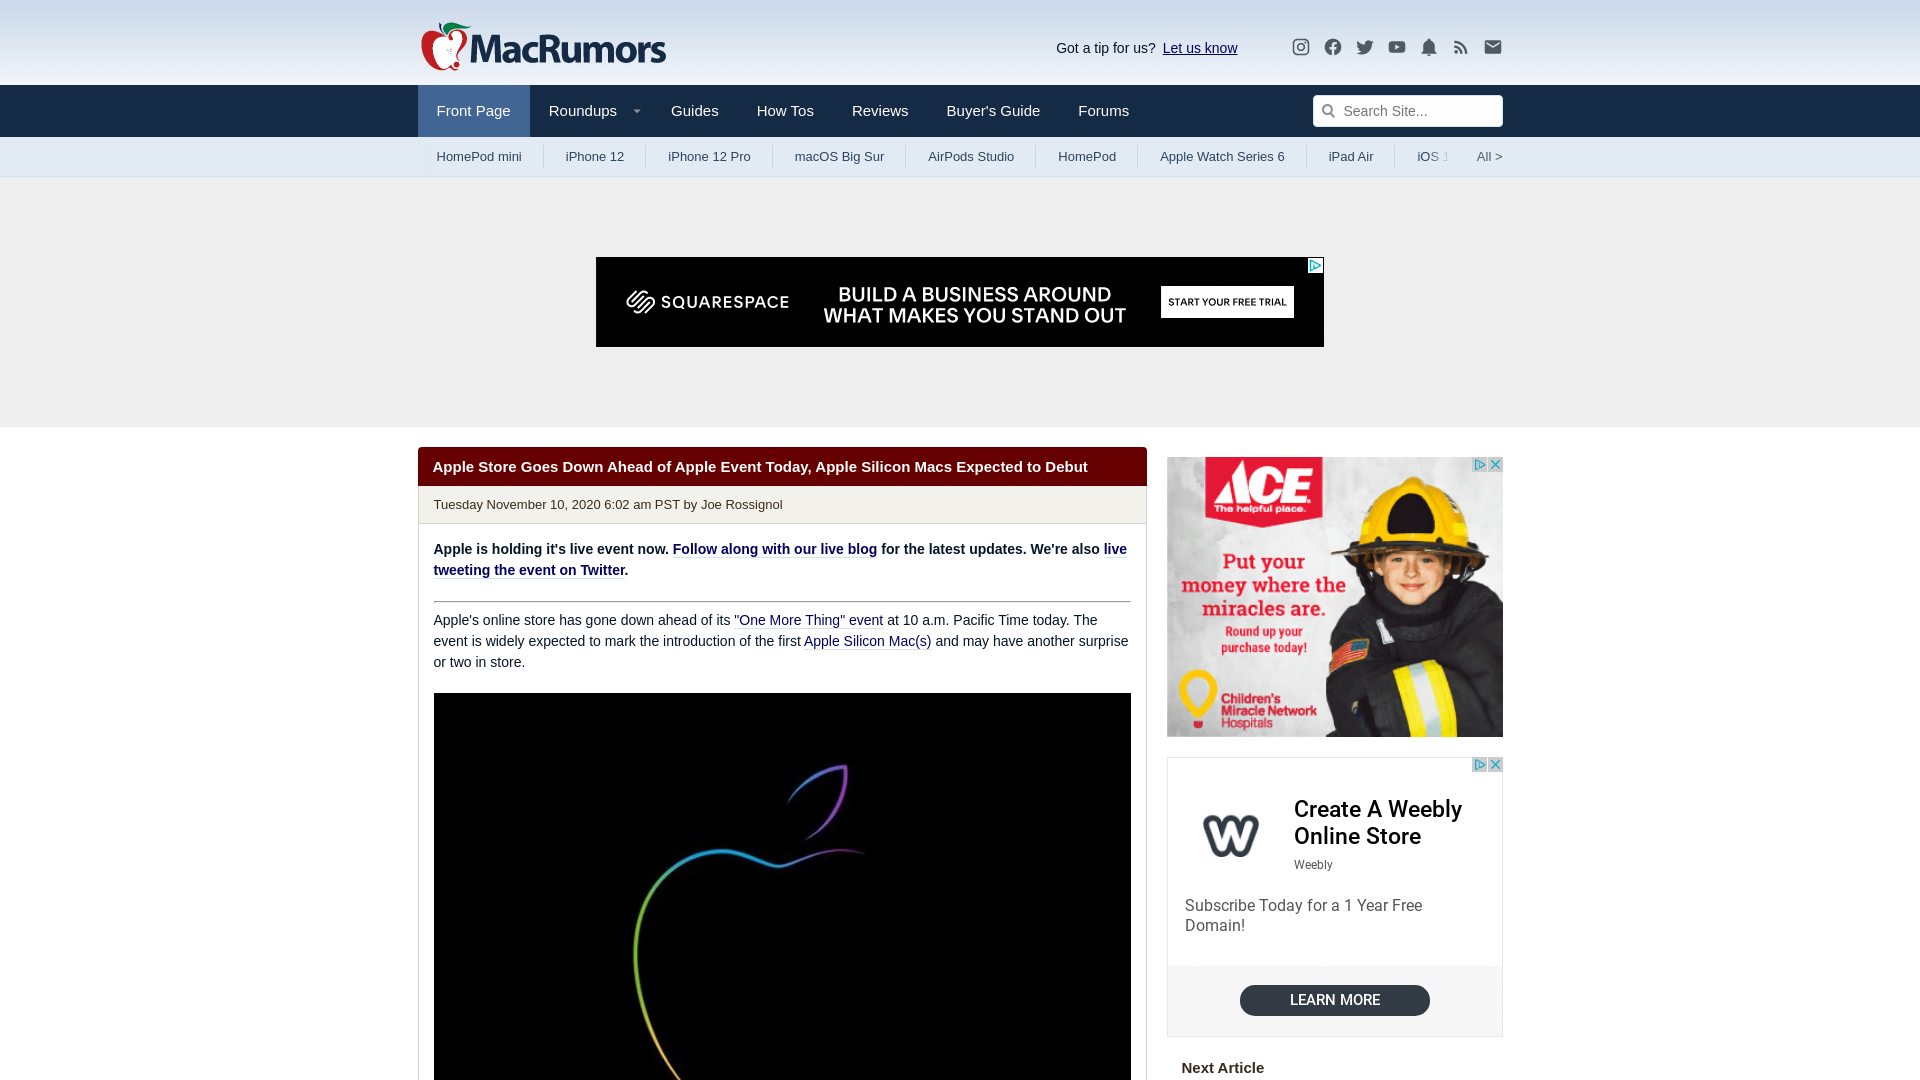 MacRumors
Got a tip for us? Let us know
Front Page Roundups Guides How Tos Reviews Buyer's Guide Forums Search Site...
HomePod mini iPhone 12 iPhone 12 Pro macOS Big Sur AirPods Studio HomePod Apple Watch Series 6 iPad Air iOS 1 All >
SQUARESPACE
BUILD A BUSINESS AROUND
WHAT MAKES YOU STAND OUT
START YOUR FREE TRIAL
Apple Store Goes Down Ahead of Apple Event Today, Apple Silicon Macs Expected to Debut
Tuesday November 10, 2020 6:02 am PST by Joe Rossignol
Apple is holding it's live event now. Follow along with our live blog for the latest updates. We're also live
tweeting the event on Twitter.
Apple's online store has gone down ahead of its "One More Thing" event at 10 a.m. Pacific Time today. The
event is widely expected to mark the introduction of the first Apple Silicon Mac(s) and may have another surprise
or two in store.
ACE
The helpful place.
Put your
money where the
miracles are.
Round up your
purchase today!
Children's
Miracle Network
Hospitals
W
Create A Weebly
Online Store
Weebly
Subscribe Today for a 1 Year Free
Domain!
LEARN MORE
Next Article